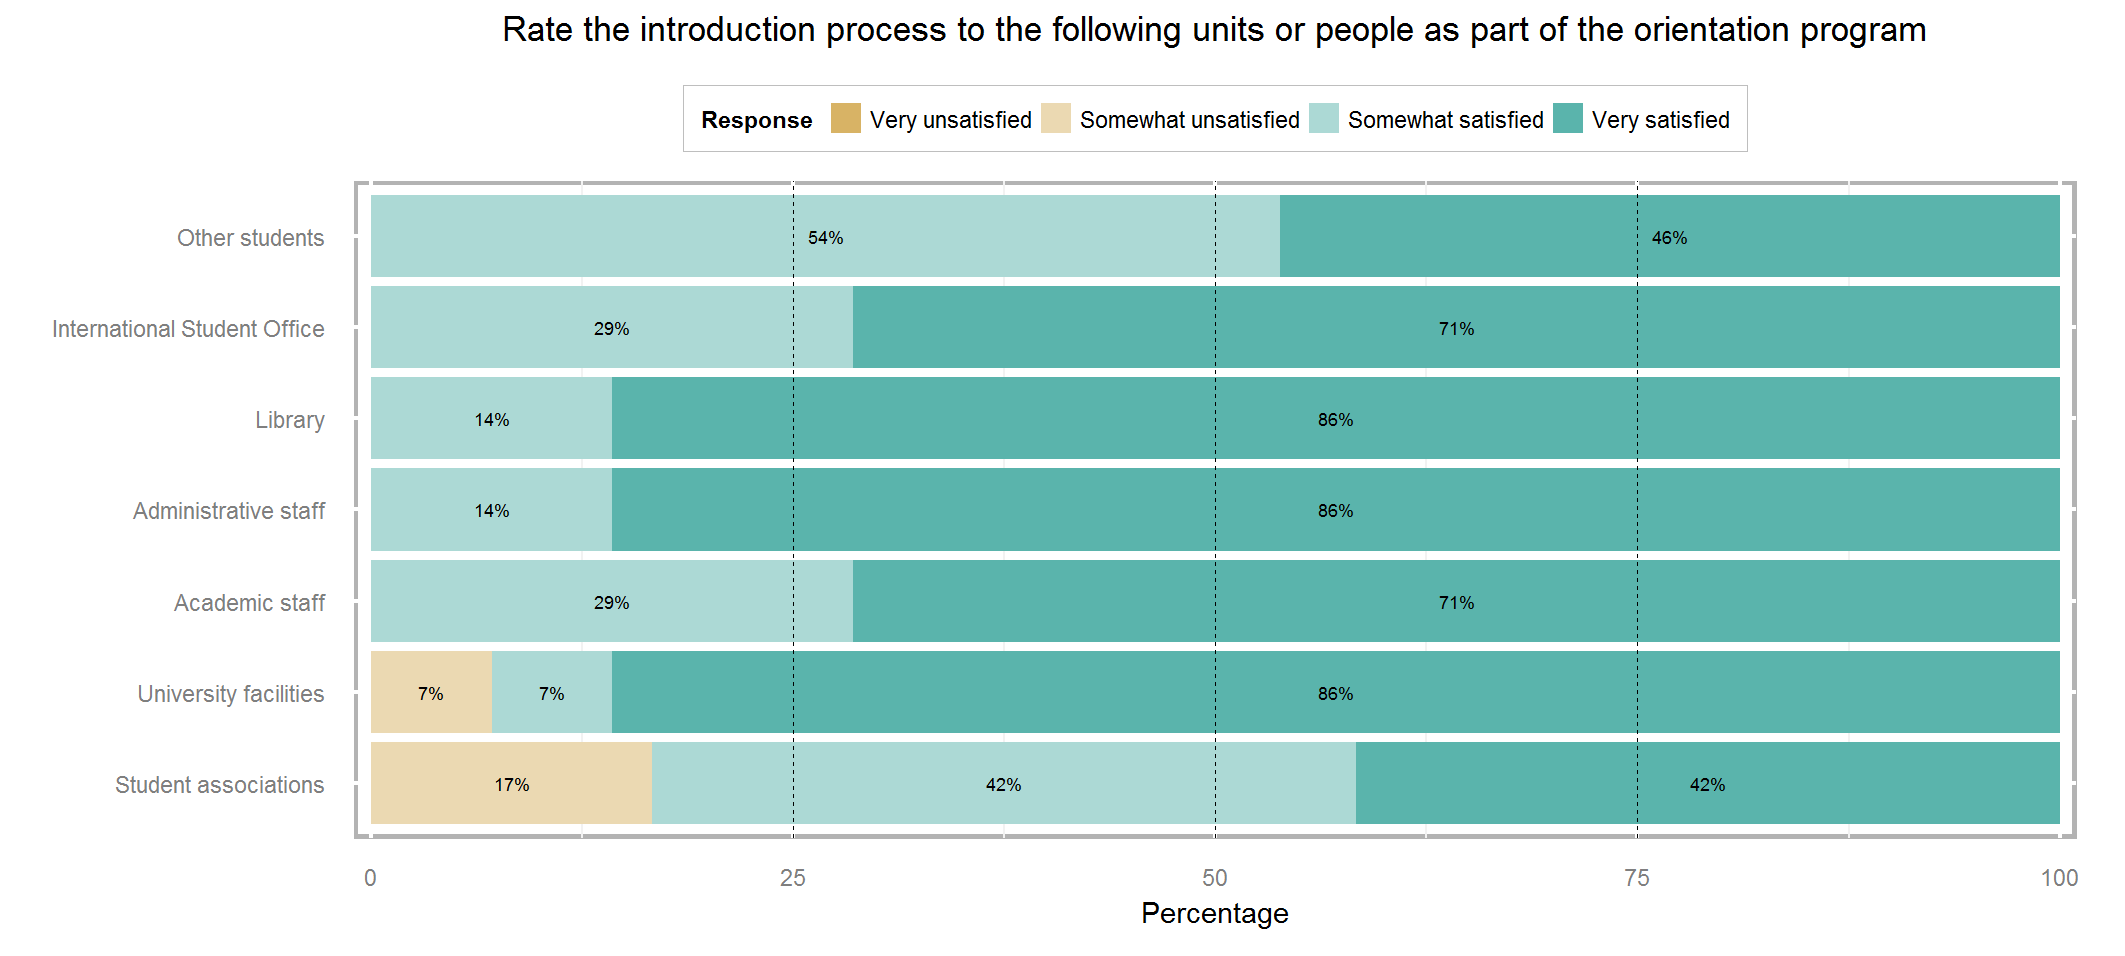 Rate the introduction process to the following units or people as part of the orientation program
Response Very unsatisfied Somewhat unsatisfied Somewhat satisfied Very satisfied
Other students 54% 46%
International Student Office 29% 71%
Library 14% 86%
Administrative staff 14% 86%
Academic staff 29% 71%
University facilities 7% 7% 86%
Student associations 17% 42% 42%
0 25 50 75 100
Percentage